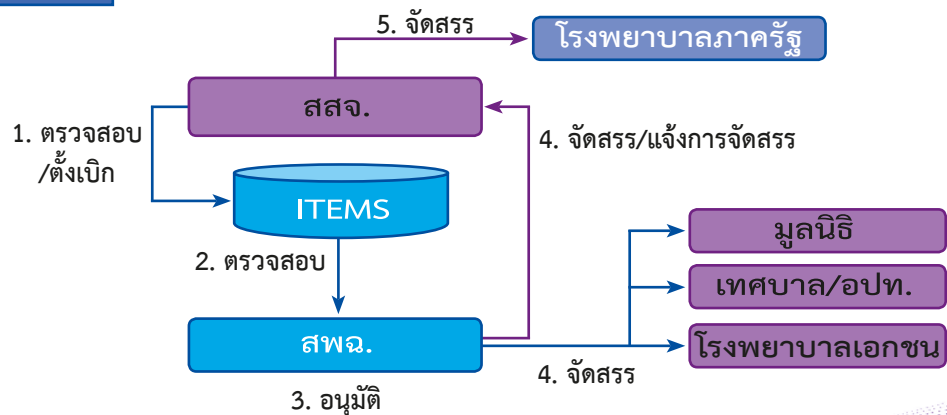 5. จัดสรร
โรงพยาบาลภาครัฐ
สสจ.
1. ตรวจสอบ
/ตั้งเบิก
4. จัดสรร/แจ้งการจัดสรร
ITEMS
2. ตรวจสอบ
มูลนิธิ
เทศบาล/อปท.
สพฉ.
โรงพยาบาลเอกชน
4. จัดสรร
3. อนุมัติ